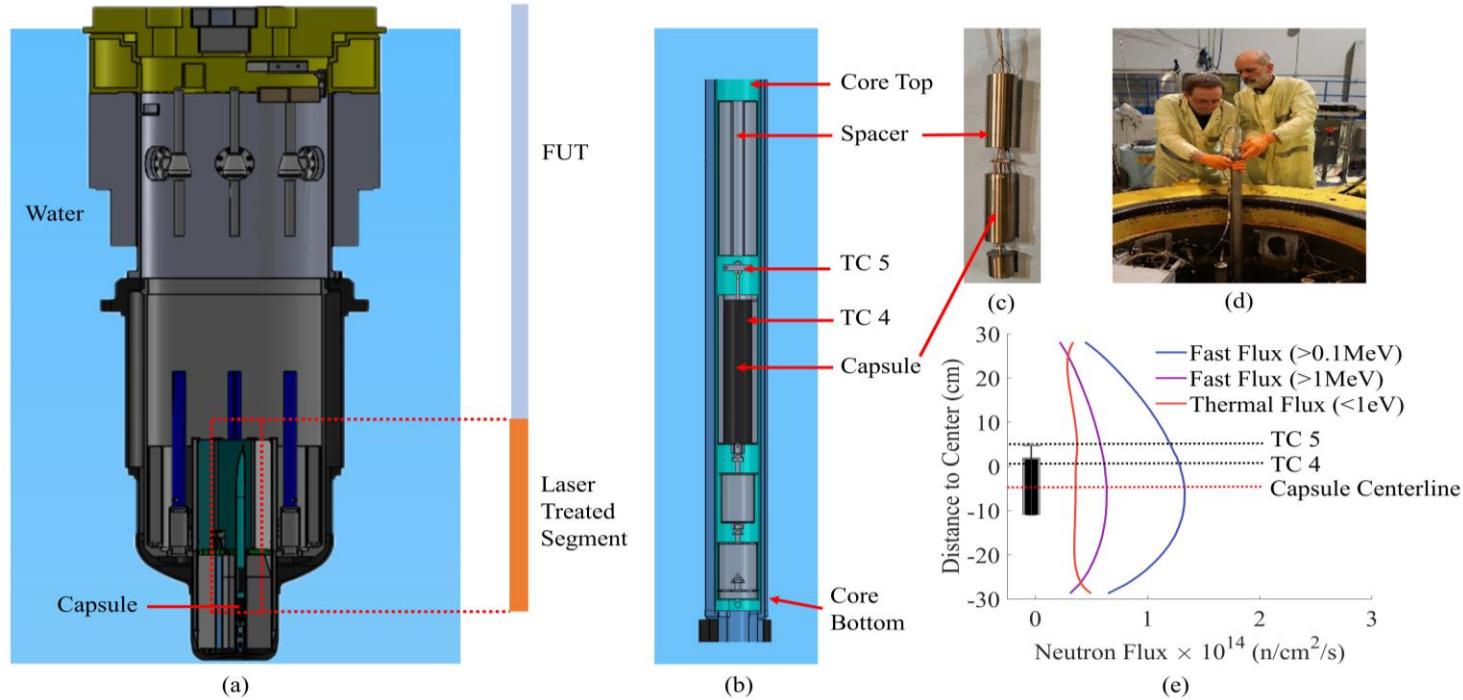 Water
Capsule
FUT
Laser
Treated
Segment
(a)
Core Top
Spacer
TC 5
TC 4
Capsule
Core
Bottom
(b)
(c)
(d)
30
20
10
0
-10
-20
-30
Distance to Center (cm)
Fast Flux (>0.1MeV)
Fast Flux (>1MeV)
Thermal Flux (<1eV)
TC 5
TC 4
Capsule Centerline
0 1 2 3
Neutron Flux × 10¹⁴ (n/cm²/s)
(e)